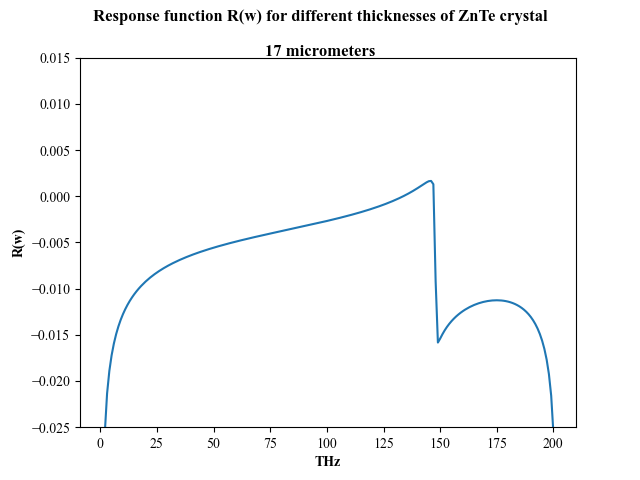 Response function R(w) for different thicknesses of ZnTe crystal
17 micrometers
0.015
0.010
0.005
0.000
−0.005
−0.010
−0.015
−0.020
−0.025
R(w)
0 25 50 75 100 125 150 175 200
THz